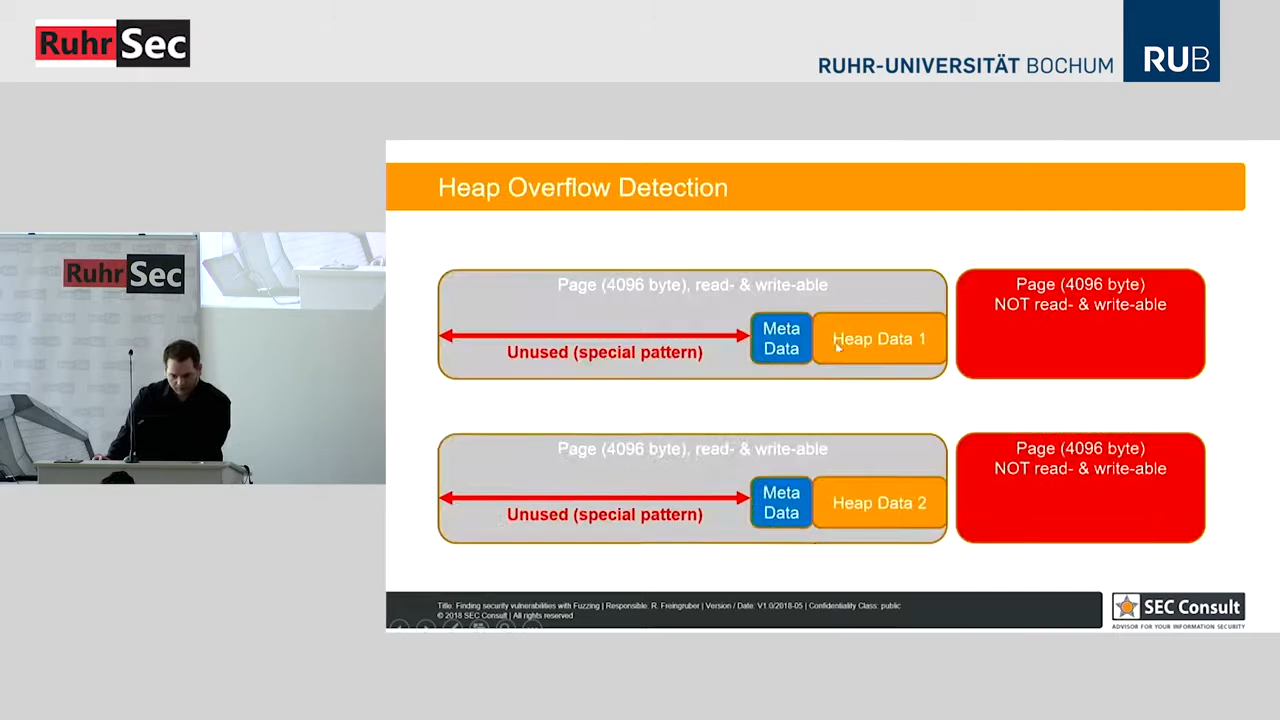 RuhrSec
RUHR-UNIVERSITÄT BOCHUM
RUB
Heap Overflow Detection
Page (4096 byte), read- & write-able
Page (4096 byte)
NOT read- & write-able
Meta
Data
Heap Data 1
Unused (special pattern)
RuhrSec
Page (4096 byte), read- & write-able
Page (4096 byte)
NOT read- & write-able
Meta
Data
Heap Data 2
Unused (special pattern)
Title: Finding security vulnerabilities with Fuzzing | Responsible: R. Freingruber | Version / Date: V1.0/2018-05 | Confidentiality Class: public
© 2018 SEC Consult | All rights reserved
SEC Consult
ADVISOR FOR YOUR INFORMATION SECURITY